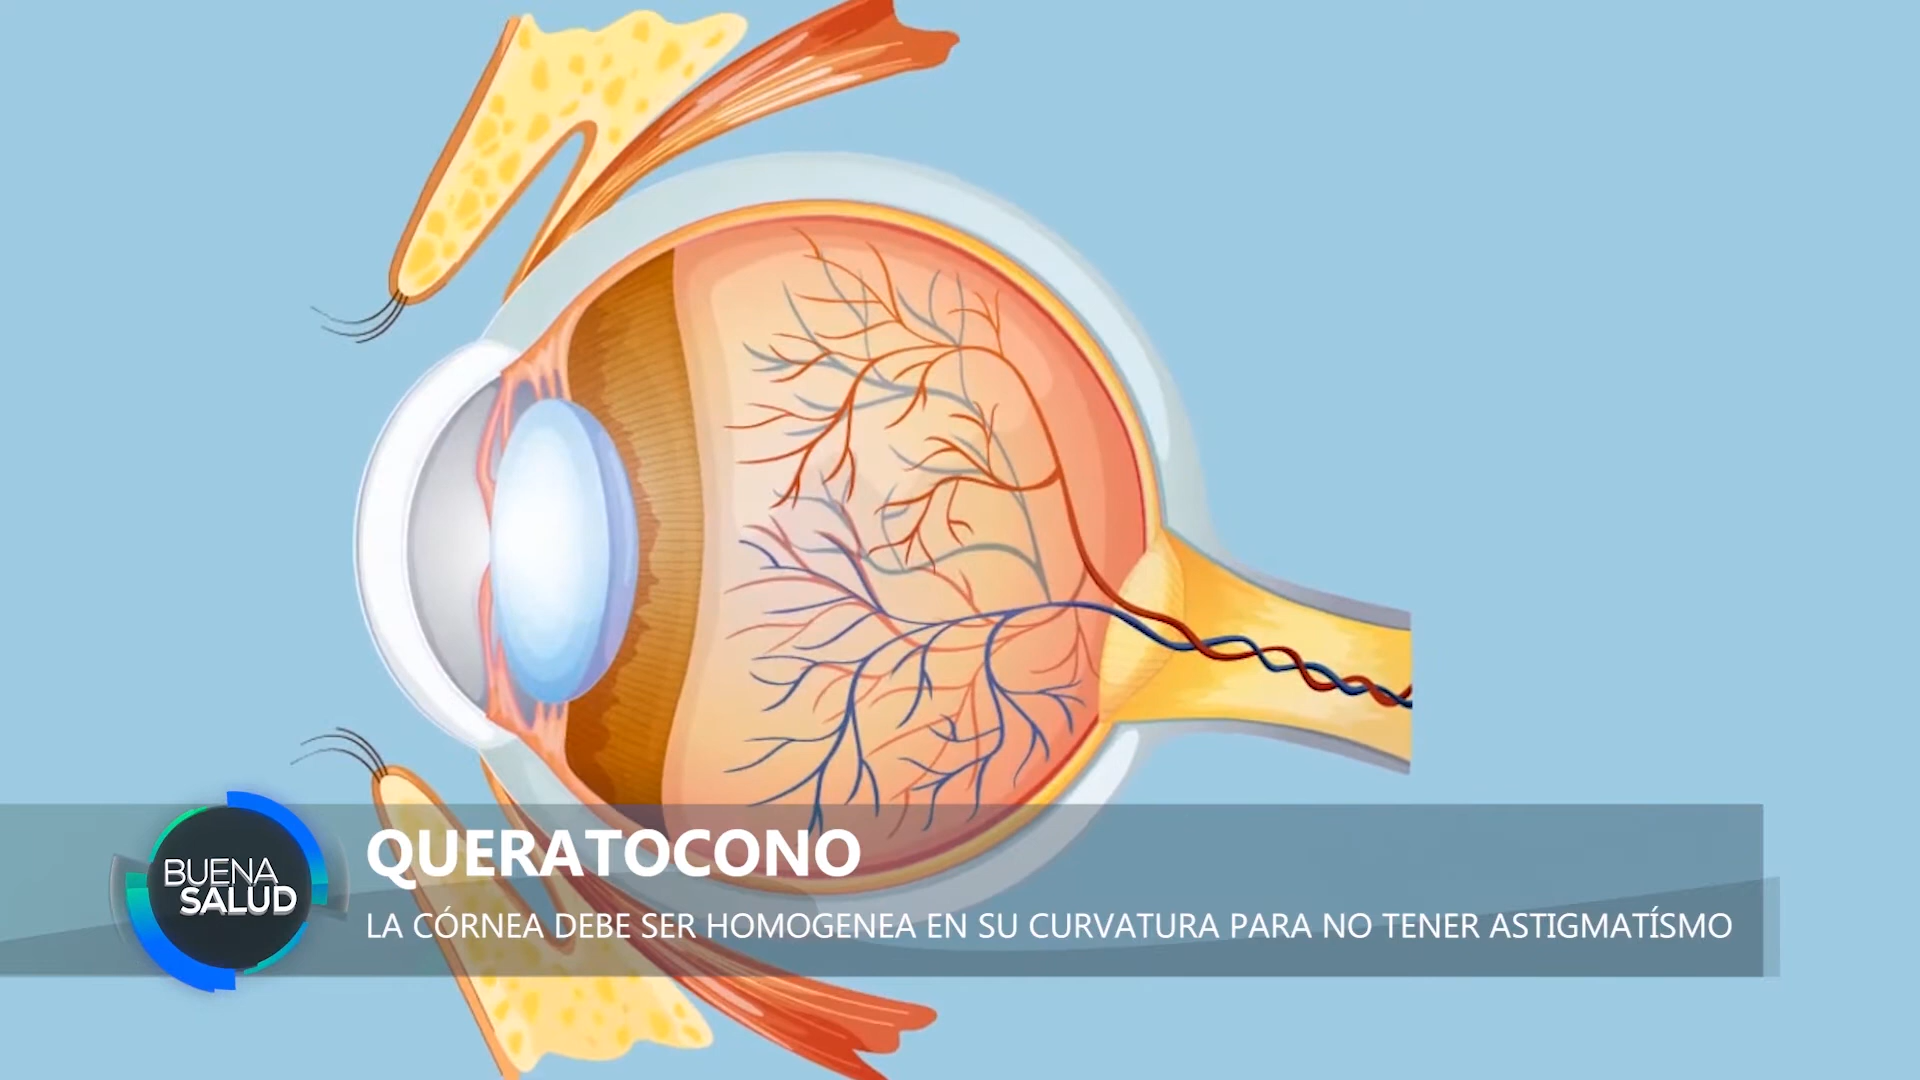 QUERATOCONO
LA CÓRNEA DEBE SER HOMOGENEA EN SU CURVATURA PARA NO TENER ASTIGMATÍSMO
BUENA
SALUD